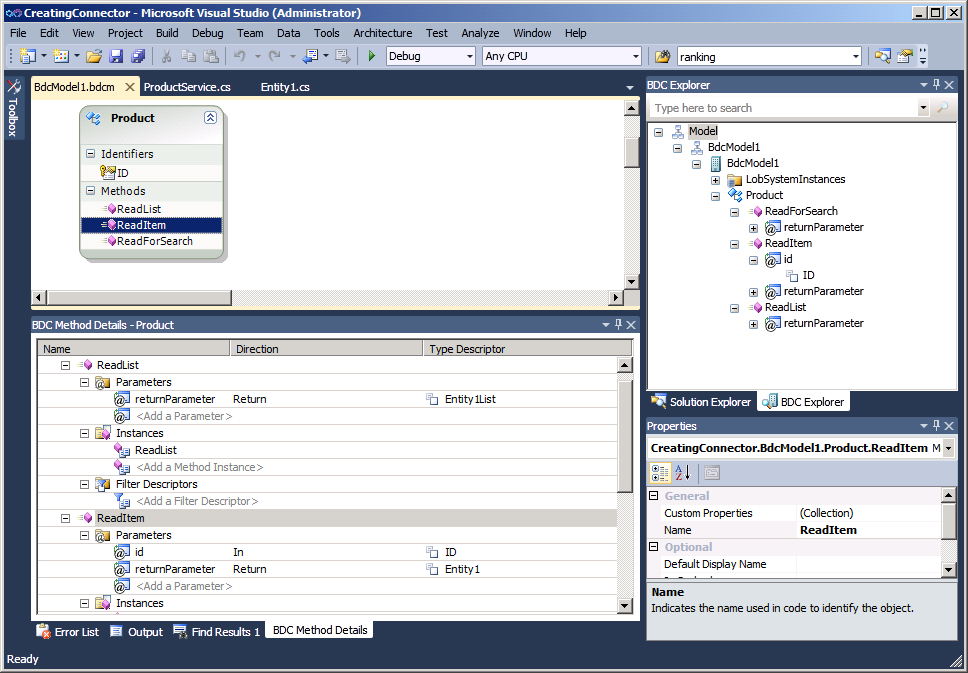 CreatingConnector - Microsoft Visual Studio (Administrator)
File Edit View Project Build Debug Team Data Tools Architecture Test Analyze Window Help
Debug Any CPU ranking
Toolbox
BdcModel1.bdcm ProductService.cs Entity1.cs
Product
Identifiers
ID
Methods
ReadList
ReadItem
ReadForSearch
BDC Method Details - Product
Name Direction Type Descriptor
ReadList
Parameters
returnParameter Return Entity1List
<Add a Parameter>
Instances
ReadList
<Add a Method Instance>
Filter Descriptors
<Add a Filter Descriptor>
ReadItem
Parameters
id In ID
returnParameter Return Entity1
<Add a Parameter>
Instances
Error List Output Find Results 1 BDC Method Details
BDC Explorer
Type here to search
Model
BdcModel1
BdcModel1
LobSystemInstances
Product
ReadForSearch
returnParameter
ReadItem
id
ID
returnParameter
ReadList
returnParameter
Solution Explorer BDC Explorer
Properties
CreatingConnector.BdcModel1.Product.ReadItem M
General
Custom Properties (Collection)
Name ReadItem
Optional
Default Display Name
Name
Indicates the name used in code to identify the object.
Ready